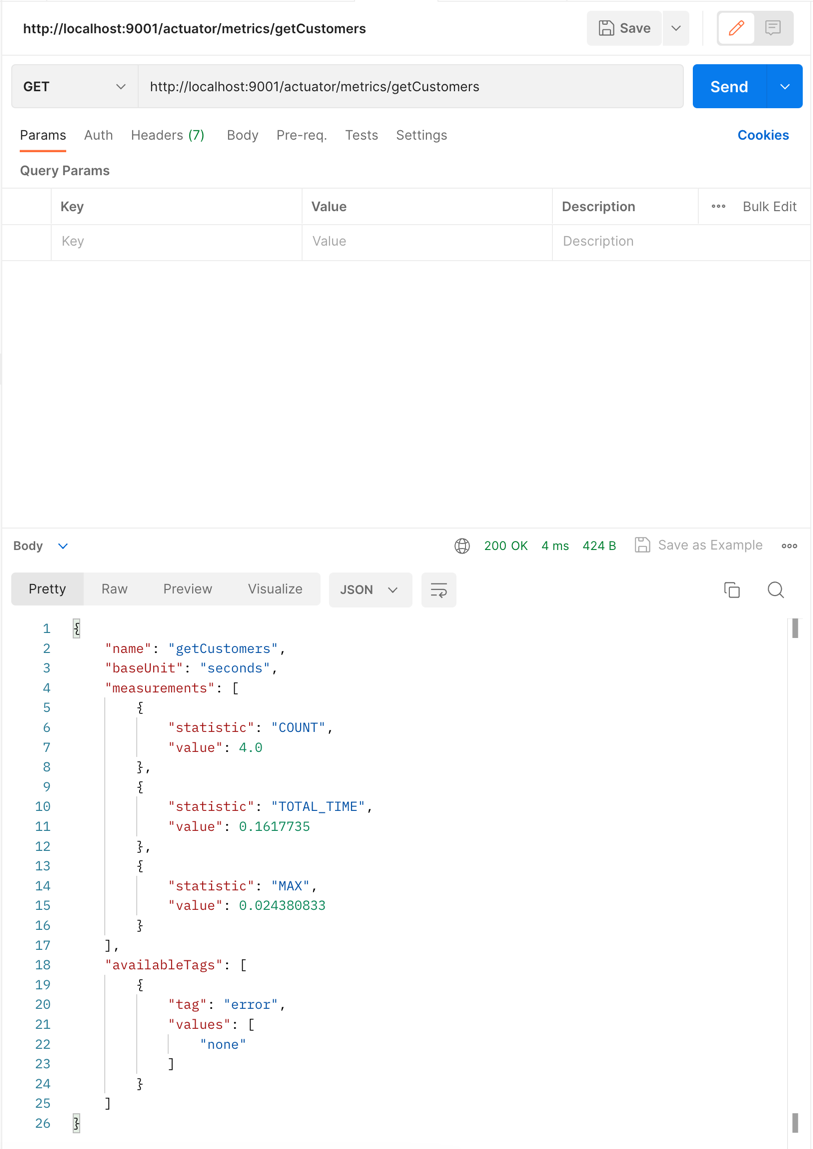 http://localhost:9001/actuator/metrics/getCustomers Save
GET http://localhost:9001/actuator/metrics/getCustomers Send
Params Auth Headers (7) Body Pre-req. Tests Settings Cookies
Query Params
Key Value Description Bulk Edit
Key Value Description
Body 200 OK 4 ms 424 B Save as Example
Pretty Raw Preview Visualize JSON
1 {
2 "name": "getCustomers",
3 "baseUnit": "seconds",
4 "measurements": [
5 {
6 "statistic": "COUNT",
7 "value": 4.0
8 },
9 {
10 "statistic": "TOTAL_TIME",
11 "value": 0.1617735
12 },
13 {
14 "statistic": "MAX",
15 "value": 0.024380833
16 }
17 ],
18 "availableTags": [
19 {
20 "tag": "error",
21 "values": [
22 "none"
23 ]
24 }
25 ]
26 }